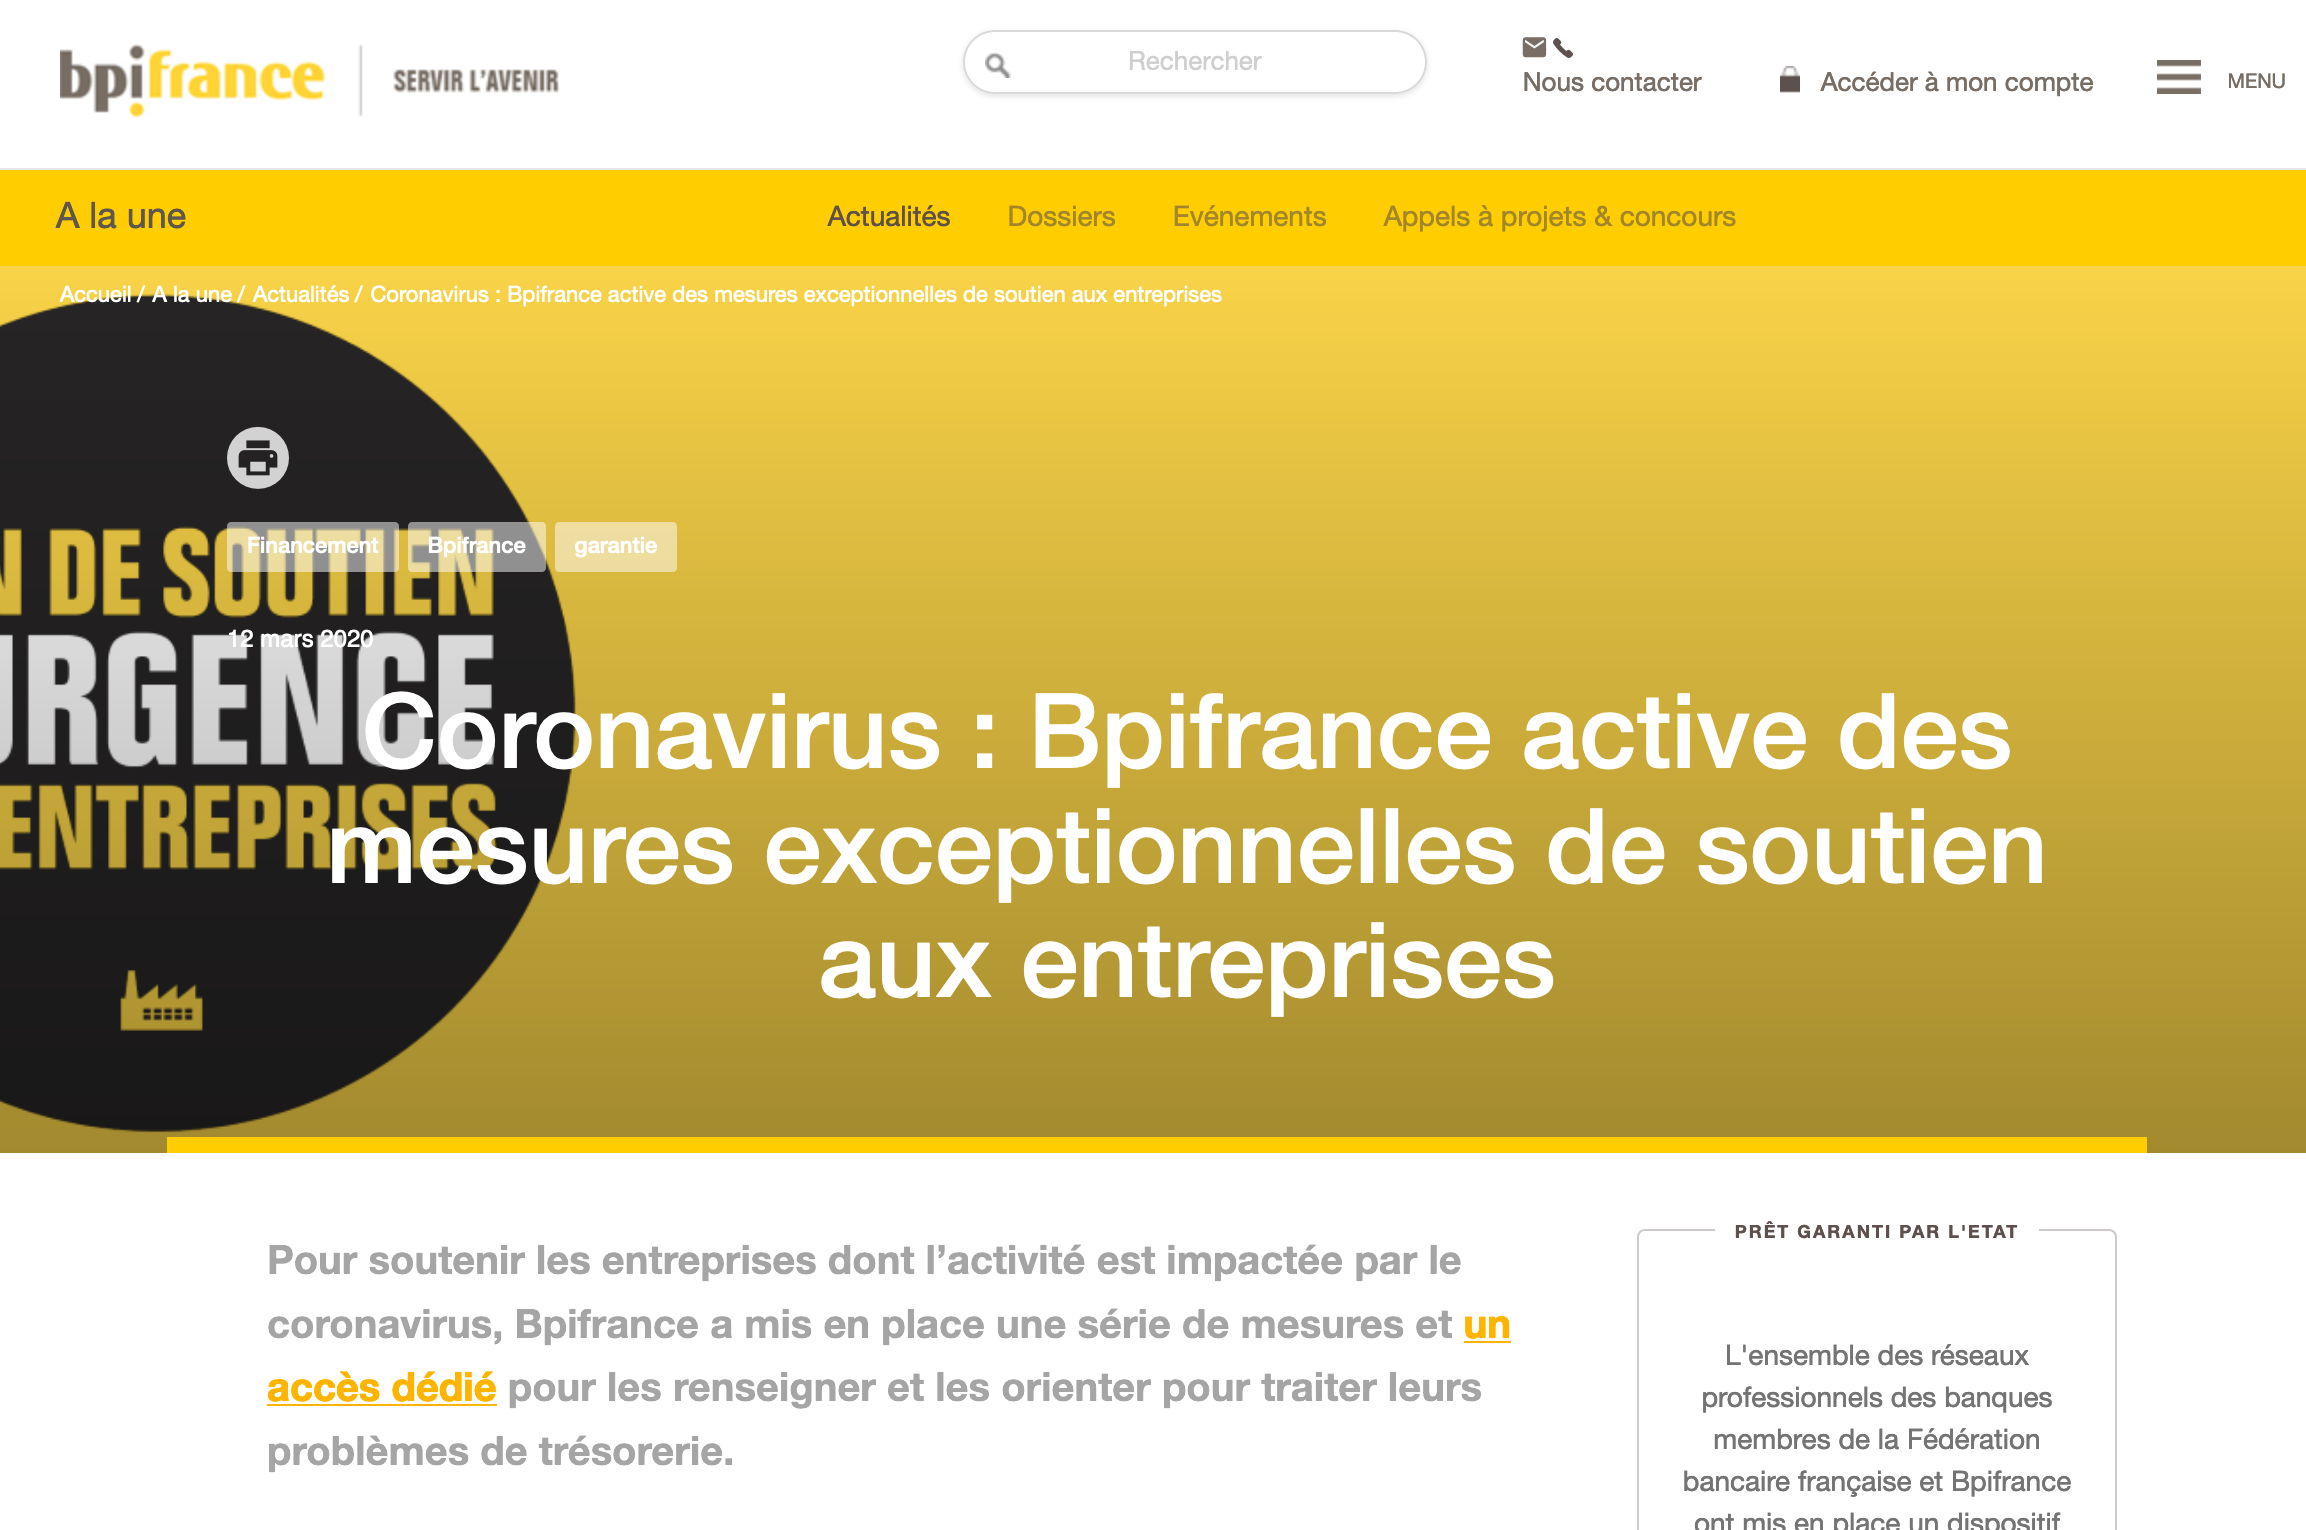 bpifrance
SERVIR L'AVENIR
Rechercher
Nous contacter
Accéder à mon compte
MENU
A la une
Actualités
Dossiers
Evénements
Appels à projets & concours
Accueil / A la une / Actualités / Coronavirus : Bpifrance active des mesures exceptionnelles de soutien aux entreprises
N DE SOUTIEN
URGENCE
ENTREPRISES
Financement
Bpifrance
garantie
12 mars 2020
Coronavirus : Bpifrance active des
mesures exceptionnelles de soutien
aux entreprises
Pour soutenir les entreprises dont l’activité est impactée par le
coronavirus, Bpifrance a mis en place une série de mesures et un
accès dédié pour les renseigner et les orienter pour traiter leurs
problèmes de trésorerie.
PRÊT GARANTI PAR L'ETAT
L'ensemble des réseaux
professionnels des banques
membres de la Fédération
bancaire française et Bpifrance
ont mis en place un dispositif